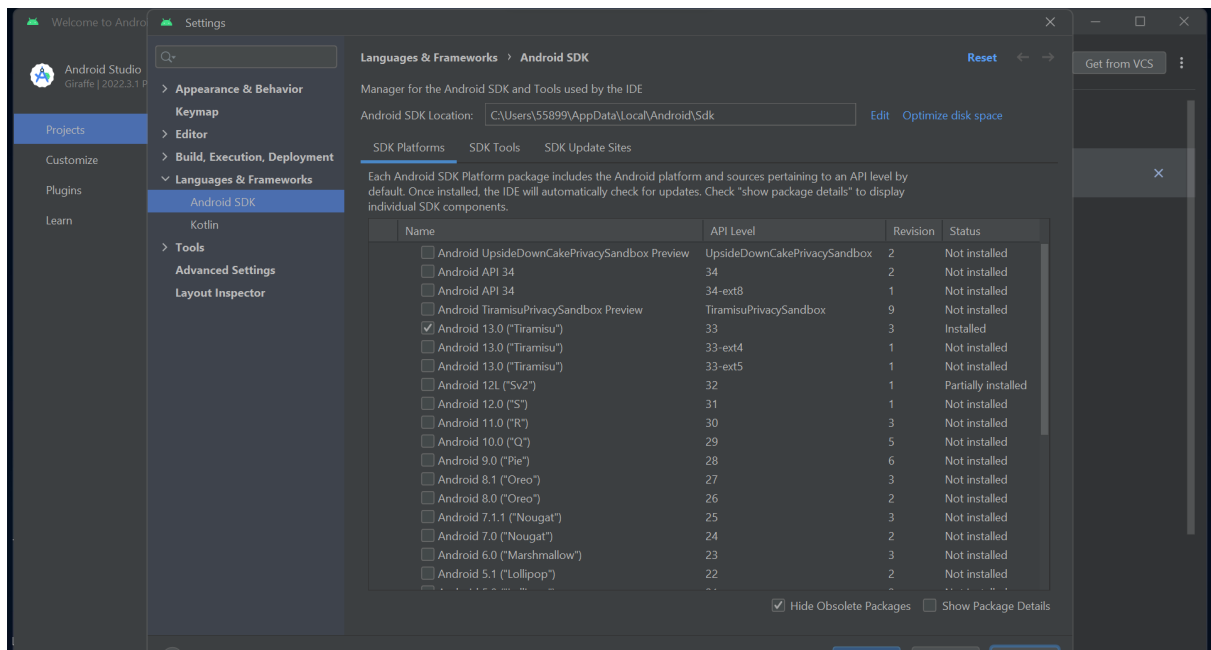 Welcome to Andro
Settings
Android Studio
Giraffe | 2022.3.1 P
Projects
Customize
Plugins
Learn
Appearance & Behavior
Keymap
Editor
Build, Execution, Deployment
Languages & Frameworks
Android SDK
Kotlin
Tools
Advanced Settings
Layout Inspector
Languages & Frameworks > Android SDK
Reset
Get from VCS
Manager for the Android SDK and Tools used by the IDE
Android SDK Location: C:\Users\55899\AppData\Local\Android\Sdk Edit Optimize disk space
SDK Platforms SDK Tools SDK Update Sites
Each Android SDK Platform package includes the Android platform and sources pertaining to an API level by
default. Once installed, the IDE will automatically check for updates. Check "show package details" to display
individual SDK components.
Name API Level Revision Status
Android UpsideDownCakePrivacySandbox Preview UpsideDownCakePrivacySandbox 2 Not installed
Android API 34 34 2 Not installed
Android API 34 34-ext8 1 Not installed
Android TiramisuPrivacySandbox Preview TiramisuPrivacySandbox 9 Not installed
Android 13.0 ("Tiramisu") 33 3 Installed
Android 13.0 ("Tiramisu") 33-ext4 1 Not installed
Android 13.0 ("Tiramisu") 33-ext5 1 Not installed
Android 12L ("Sv2") 32 1 Partially installed
Android 12.0 ("S") 31 1 Not installed
Android 11.0 ("R") 30 3 Not installed
Android 10.0 ("Q") 29 5 Not installed
Android 9.0 ("Pie") 28 6 Not installed
Android 8.1 ("Oreo") 27 3 Not installed
Android 8.0 ("Oreo") 26 2 Not installed
Android 7.1.1 ("Nougat") 25 3 Not installed
Android 7.0 ("Nougat") 24 2 Not installed
Android 6.0 ("Marshmallow") 23 3 Not installed
Android 5.1 ("Lollipop") 22 2 Not installed
Hide Obsolete Packages Show Package Details